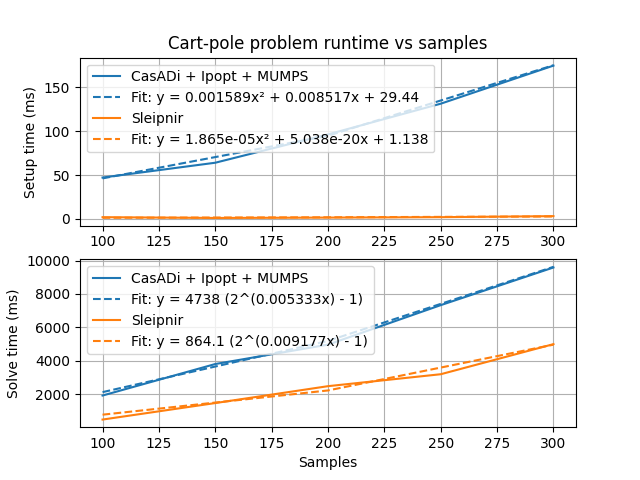 Cart-pole problem runtime vs samples
Setup time (ms)
150
100
50
0
CasADi + Ipopt + MUMPS
Fit: y = 0.001589x² + 0.008517x + 29.44
Sleipnir
Fit: y = 1.865e-05x² + 5.038e-20x + 1.138
100 125 150 175 200 225 250 275 300
Solve time (ms)
10000
8000
6000
4000
2000
CasADi + Ipopt + MUMPS
Fit: y = 4738 (2^(0.005333x) - 1)
Sleipnir
Fit: y = 864.1 (2^(0.009177x) - 1)
100 125 150 175 200 225 250 275 300
Samples